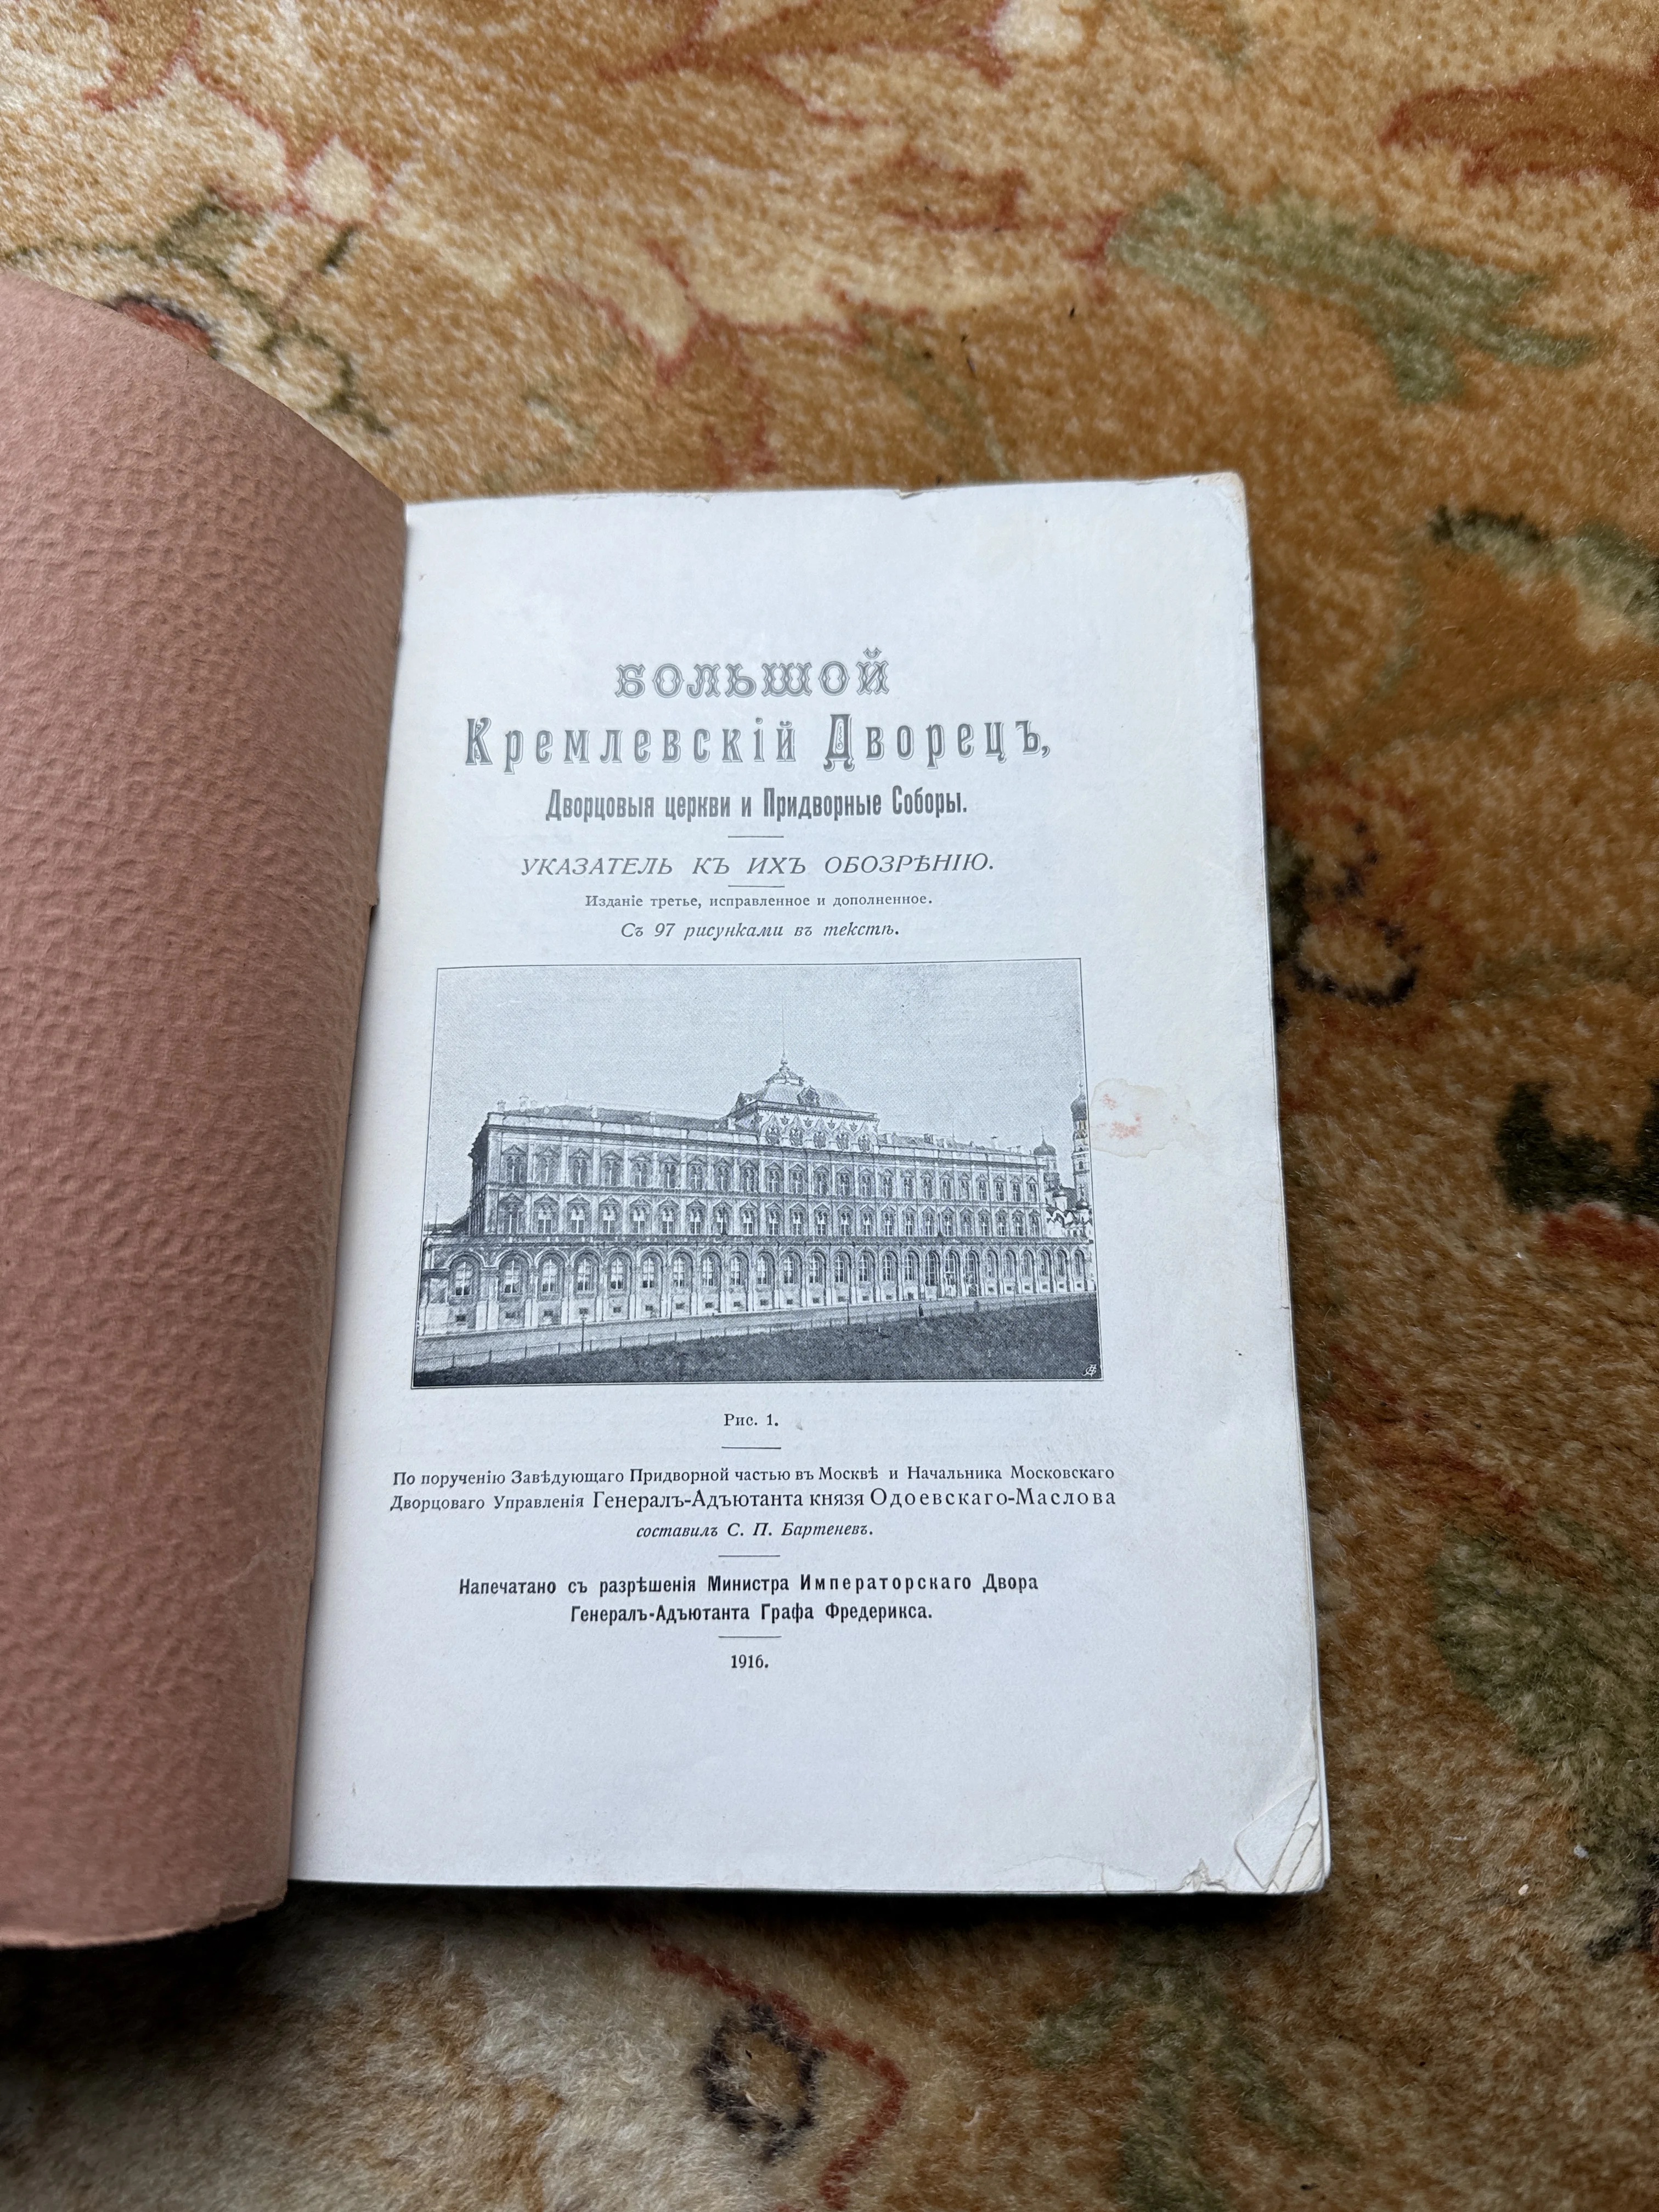 БОЛЬШОЙ
Кремлевскій Дворецъ,
Дворцовыя церкви и Придворные Соборы.
УКАЗАТЕЛЬ КЪ ИХЪ ОБОЗРѢНІЮ.
Изданіе третье, исправленное и дополненное.
Съ 97 рисунками въ текстѣ.
Рис. 1.
По порученію Завѣдующаго Придворной частью въ Москвѣ и Начальника Московскаго
Дворцоваго Управленія Генералъ-Адъютанта князя Одоевскаго-Маслова
составилъ С. П. Бартеневъ.
Напечатано съ разрѣшенія Министра Императорскаго Двора
Генералъ-Адъютанта Графа Фредерикса.
1916.